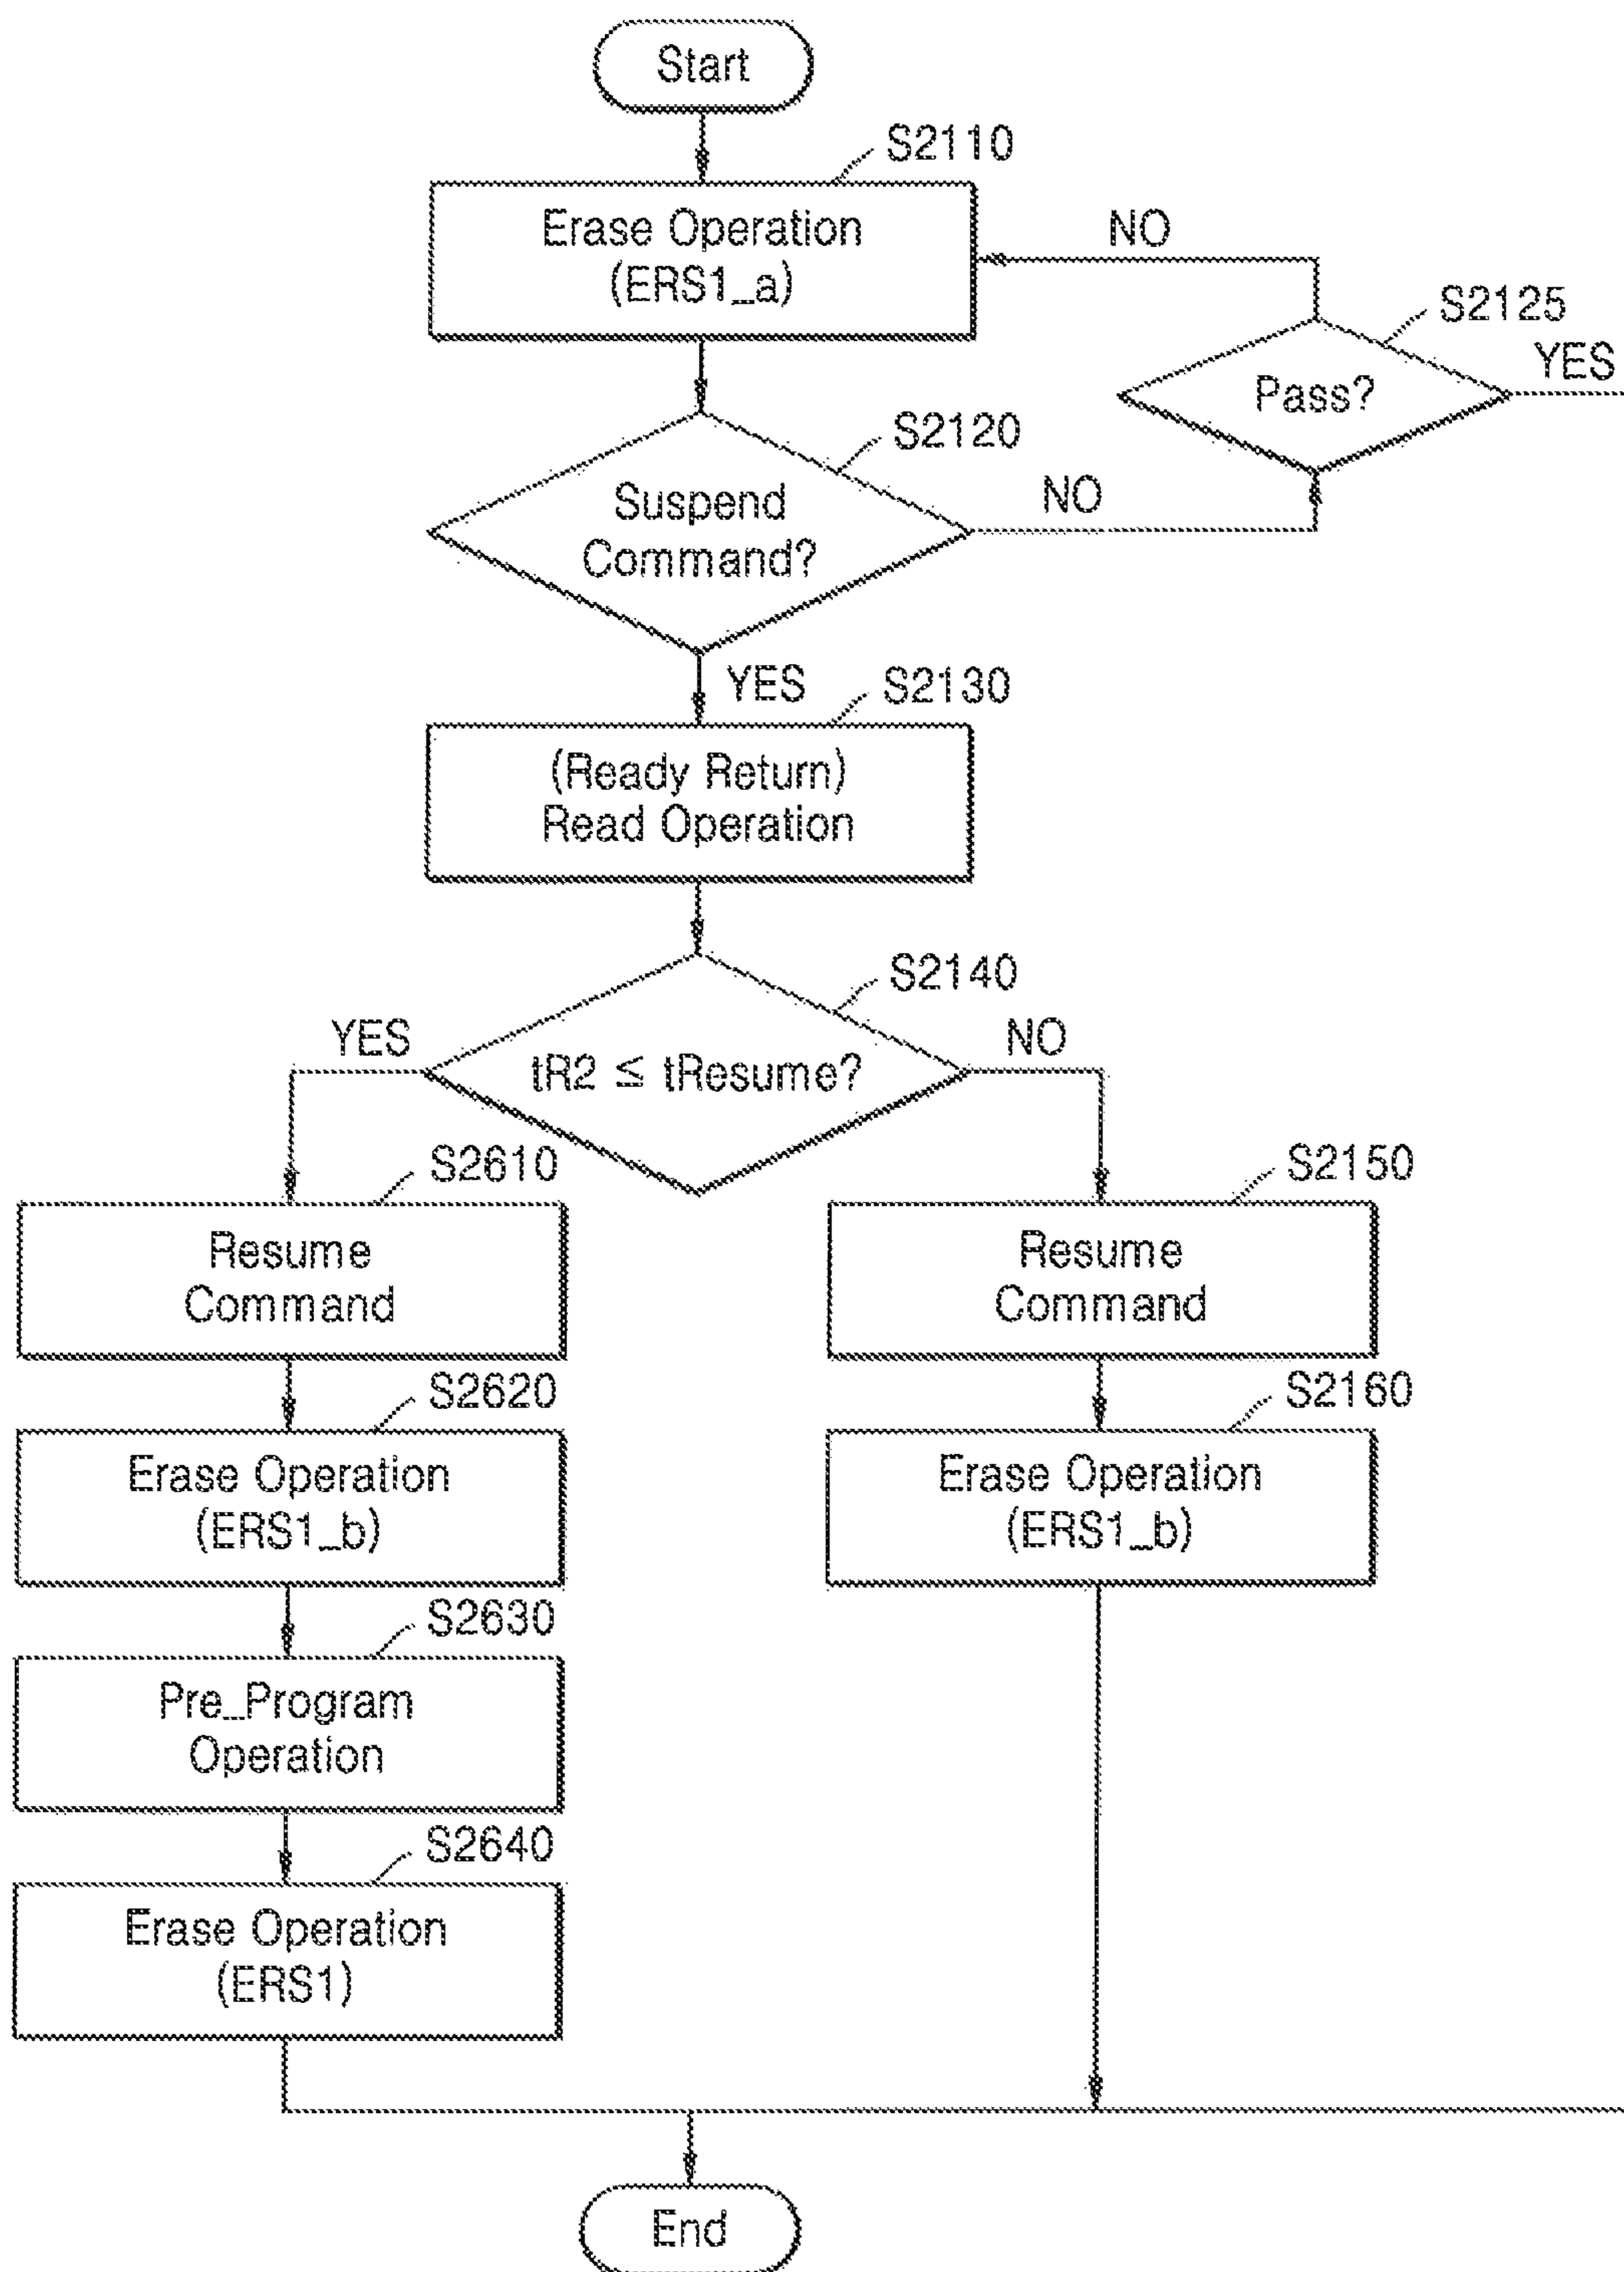 Start
S2110
Erase Operation
(ERS1_a)
NO
S2125
Pass?
YES
S2120
Suspend
Command?
NO
YES
S2130
(Ready Return)
Read Operation
S2140
YES
tR2 ≤ tResume?
NO
S2610
Resume
Command
S2150
Resume
Command
S2620
Erase Operation
(ERS1_b)
S2160
Erase Operation
(ERS1_b)
S2630
Pre_Program
Operation
S2640
Erase Operation
(ERS1)
End